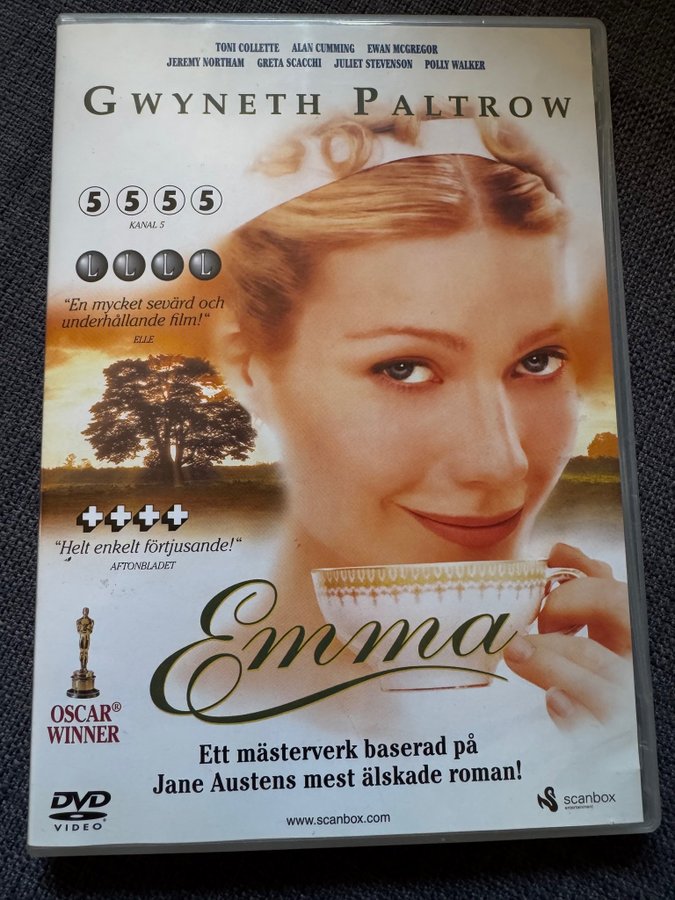 TONI COLLETTE ALAN CUMMING EWAN MCGREGOR
JEREMY NORTHAM GRETA SCACCHI JULIET STEVENSON POLLY WALKER
GWYNETH PALTROW
5 5 5 5
KANAL 5
L L L L
"En mycket sevärd och
underhållande film!"
ELLE
"Helt enkelt förtjusande!"
AFTONBLADET
Emma
OSCAR®
WINNER
Ett mästerverk baserad på
Jane Austens mest älskade roman!
DVD
VIDEO
www.scanbox.com
scanbox
entertainment